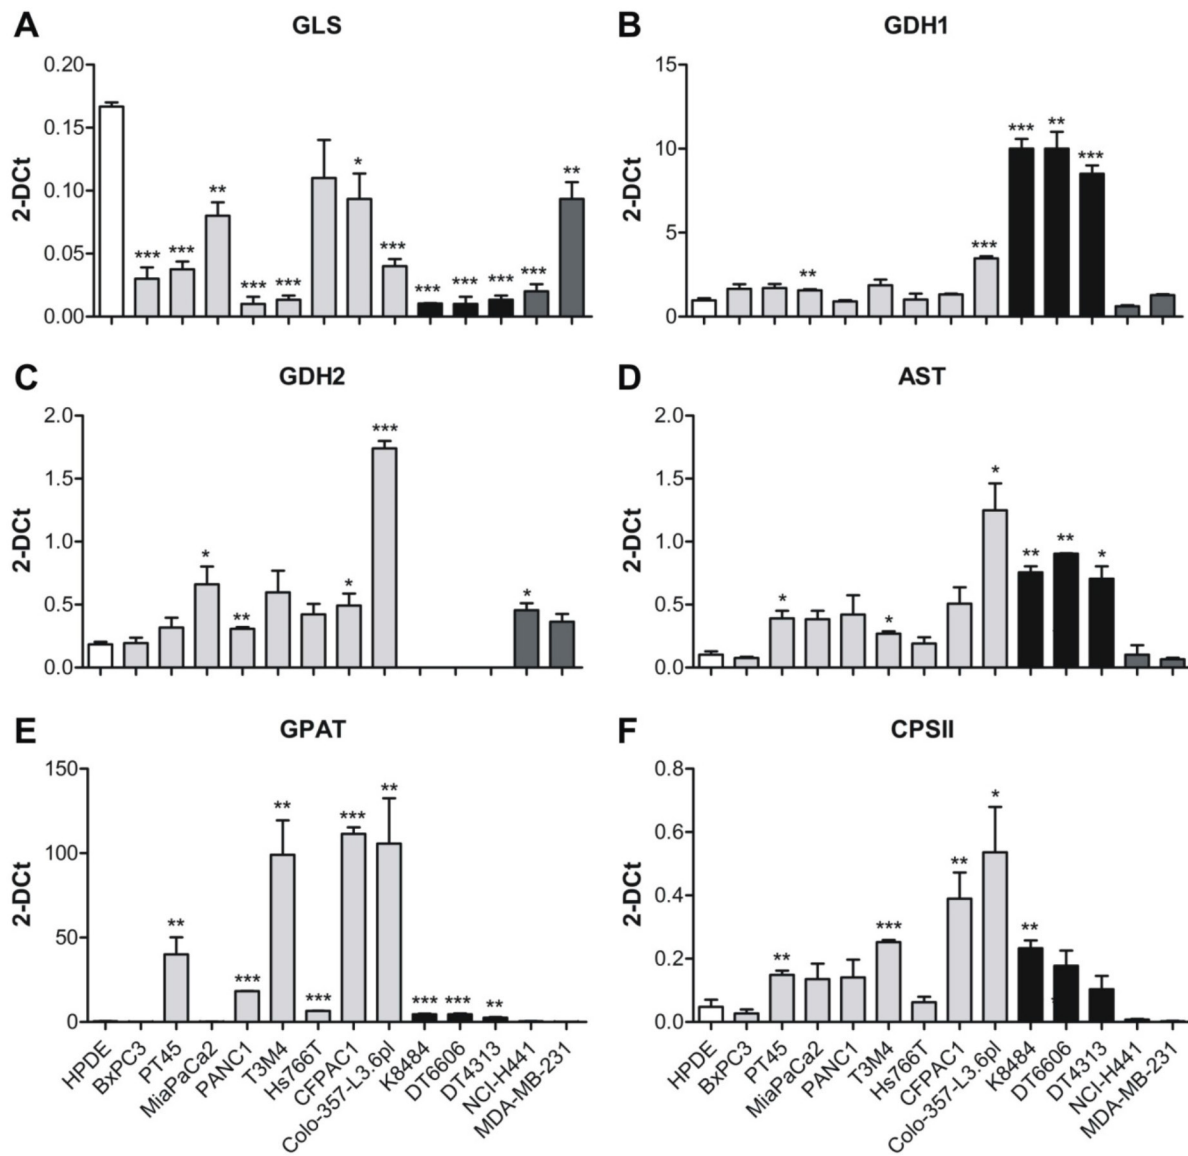 A
GLS
2-DCt
0.20
0.15
0.10
0.05
0.00
***
***
**
***
***
*
***
***
***
***
***
**
B
GDH1
2-DCt
15
10
5
0
**
***
***
**
***
C
GDH2
2-DCt
2.0
1.5
1.0
0.5
0.0
*
**
*
***
*
D
AST
2-DCt
2.0
1.5
1.0
0.5
0.0
*
*
*
**
**
*
E
GPAT
2-DCt
150
100
50
0
**
***
**
***
***
**
***
***
**
HPDE
BxPC3
PT45
MiaPaCa2
PANC1
T3M4
Hs766T
CFPAC1
Colo-357-L3.6pl
K8484
DT6606
DT4313
NCI-H441
MDA-MB-231
F
CPSII
2-DCt
0.8
0.6
0.4
0.2
0.0
**
***
**
*
**
HPDE
BxPC3
PT45
MiaPaCa2
PANC1
T3M4
Hs766T
CFPAC1
Colo-357-L3.6pl
K8484
DT6606
DT4313
NCI-H441
MDA-MB-231